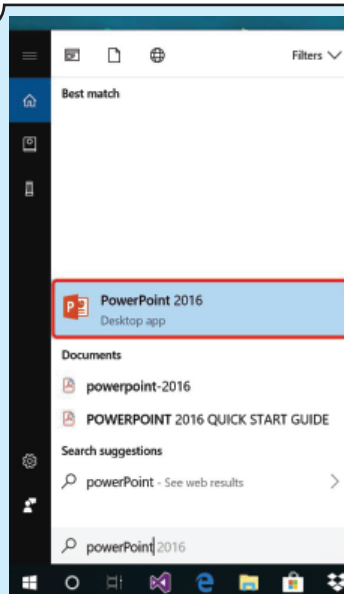 Filters
Best match
PowerPoint 2016
Desktop app
Documents
powerpoint-2016
POWERPOINT 2016 QUICK START GUIDE
Search suggestions
powerPoint - See web results
powerPoint 2016